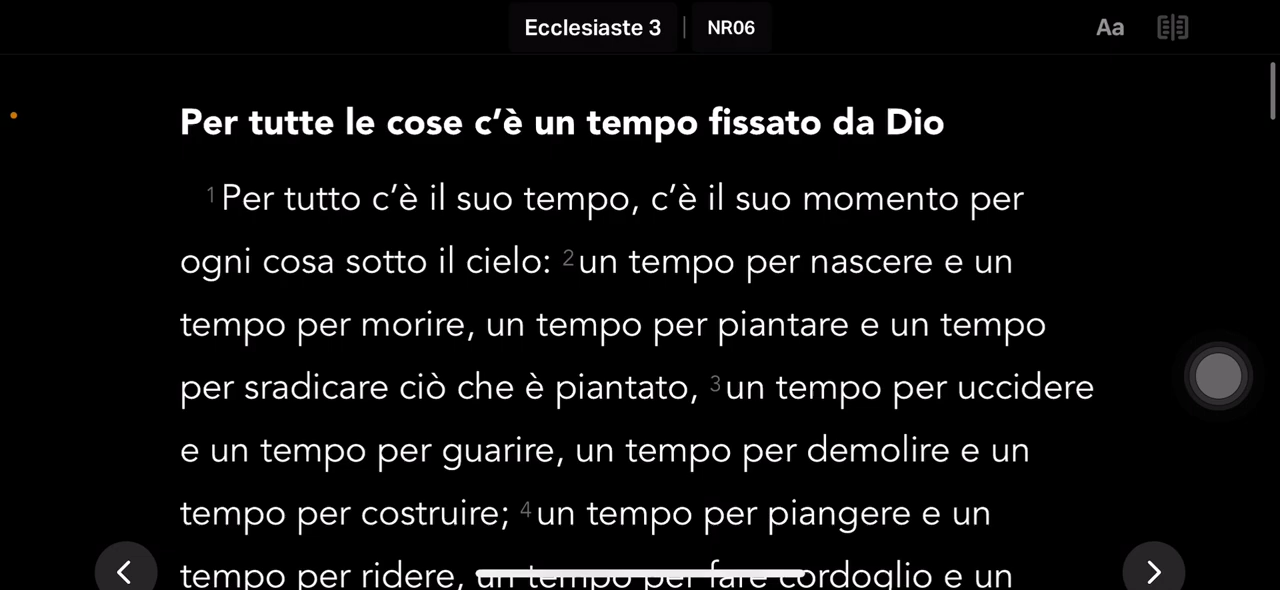 Ecclesiaste 3 | NR06 Aa
Per tutte le cose c’è un tempo fissato da Dio
1 Per tutto c’è il suo tempo, c’è il suo momento per
ogni cosa sotto il cielo: 2 un tempo per nascere e un
tempo per morire, un tempo per piantare e un tempo
per sradicare ciò che è piantato, 3 un tempo per uccidere
e un tempo per guarire, un tempo per demolire e un
tempo per costruire; 4 un tempo per piangere e un
tempo per ridere, un tempo per fare cordoglio e un